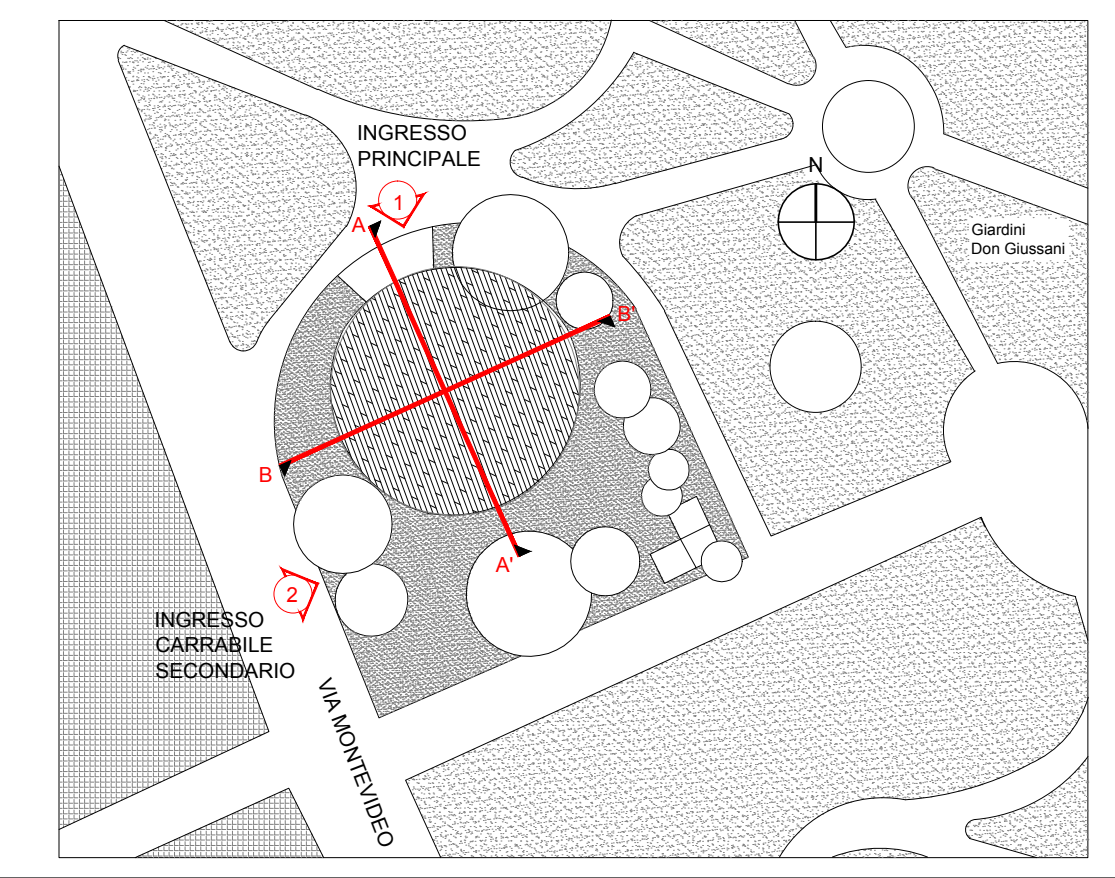 INGRESSO
PRINCIPALE
1
A
N
Giardini
Don Giussani
B'
B
A'
2
INGRESSO
CARRABILE
SECONDARIO
VIA MONTEVIDEO